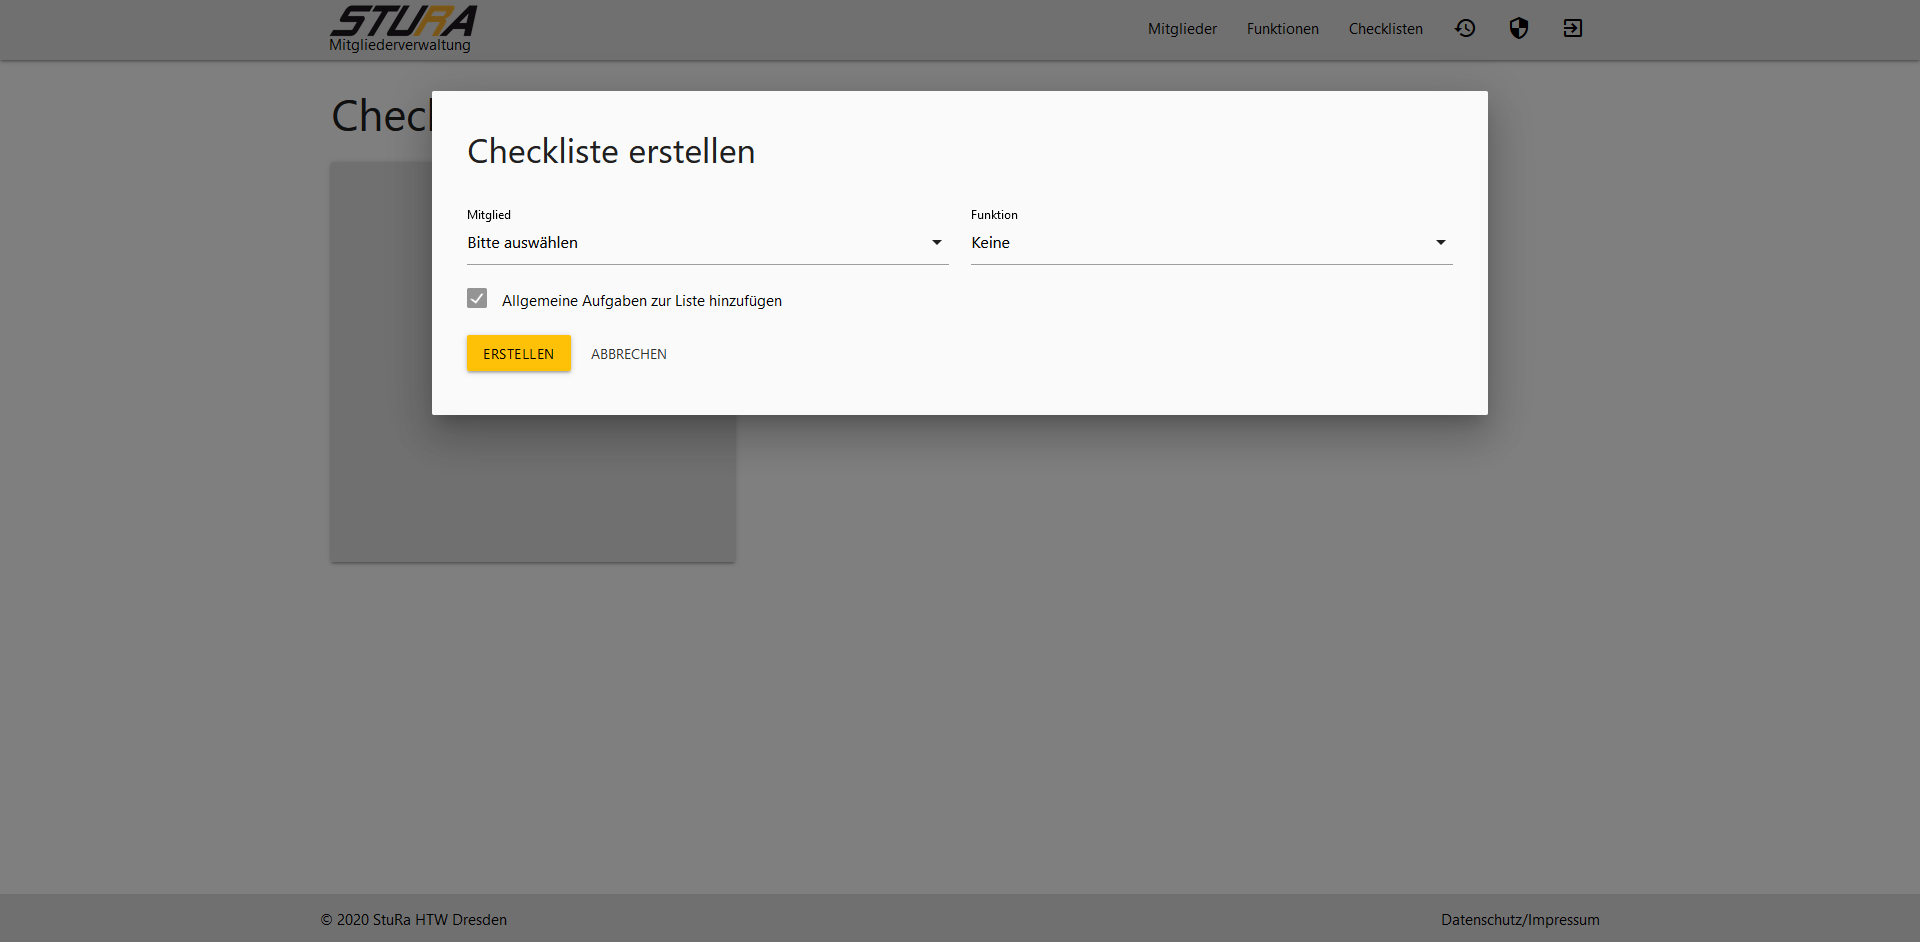 STURA
Mitgliederverwaltung
Mitglieder Funktionen Checklisten
Checkliste erstellen
Mitglied Funktion
Bitte auswählen Keine
Allgemeine Aufgaben zur Liste hinzufügen
ERSTELLEN ABBRECHEN
© 2020 StuRa HTW Dresden Datenschutz/Impressum